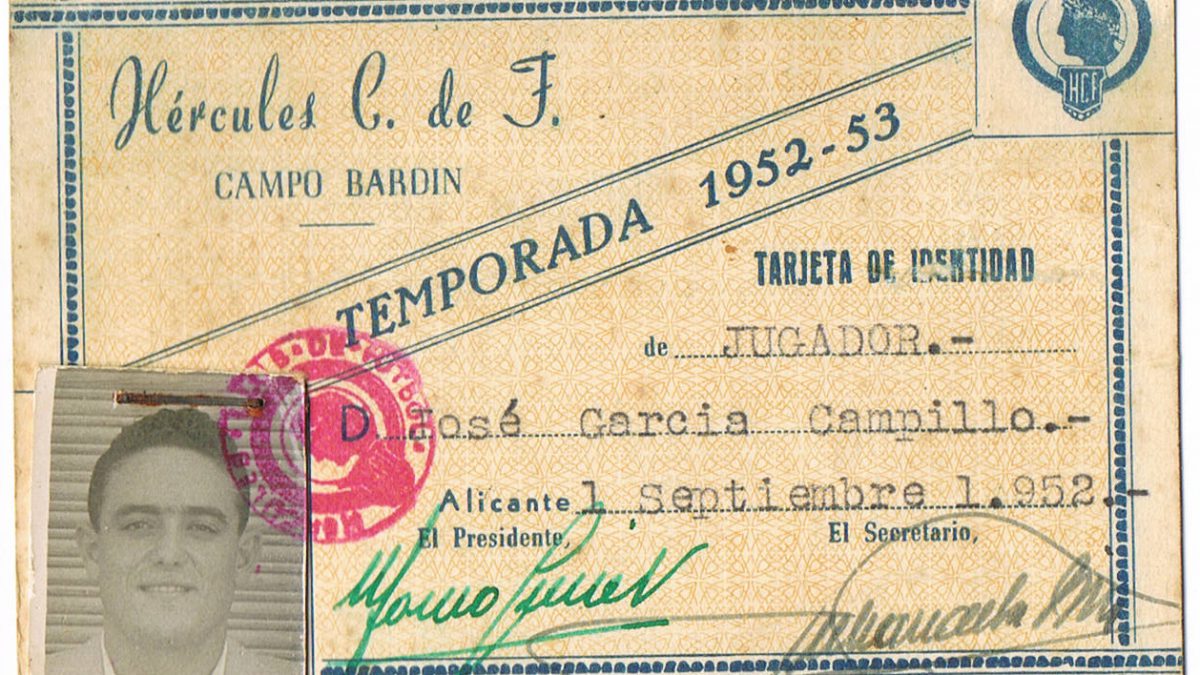 Hércules C. de F.
HCF
CAMPO BARDIN
TEMPORADA 1952-53
TARJETA DE IDENTIDAD
de JUGADOR.-
D. José Garcia Campillo.-
Alicante 1 Septiembre 1.952.-
El Presidente, El Secretario,